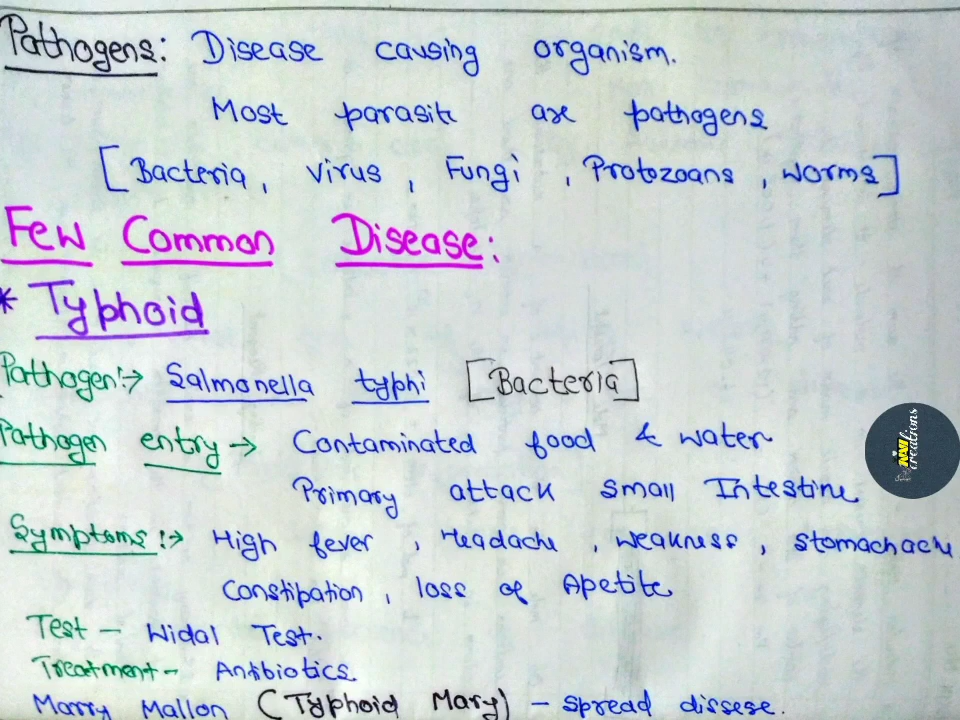 Pathogens: Disease causing organism.
Most parasite are pathogens
[Bacteria, Virus, Fungi, Protozoans, worms]
Few Common Disease:
* Typhoid
Pathogen:→ Salmonella typhi [Bacteria]
Pathogen entry → Contaminated food & water
Primary attack small Intestine
Symptoms:→ High fever, Headache, weakness, stomachache
Constipation, loss of Apetite
Test - Widal Test.
Treatment - Antibiotics
Marry Mallon (Typhoid Mary) - spread dissese.
creations